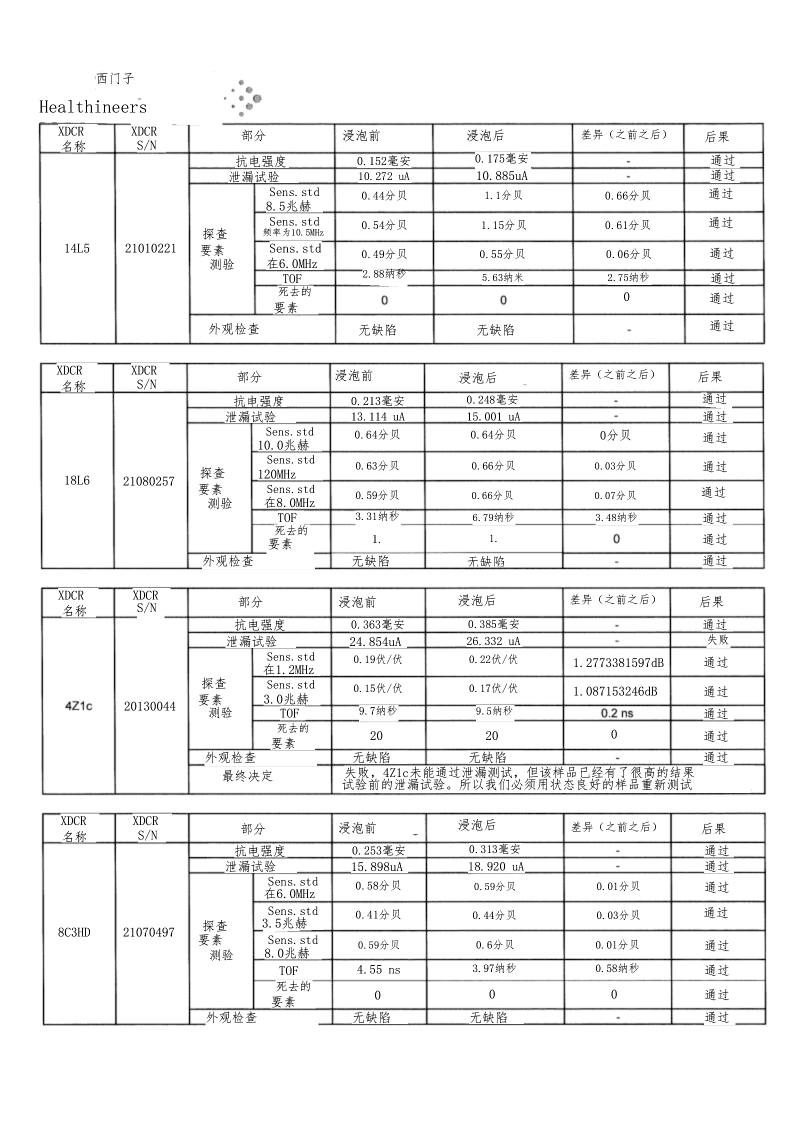 西门子
Healthineers
XDCR 名称 XDCR S/N 部分 浸泡前 浸泡后 差异（之前之后） 后果
抗电强度 0.152毫安 0.175毫安 - 通过
泄漏试验 10.272 uA 10.885uA - 通过
14L5 21010221 探查要素测验
Sens.std 8.5兆赫 0.44分贝 1.1分贝 0.66分贝 通过
Sens.std 频率为10.5MHz 0.54分贝 1.15分贝 0.61分贝 通过
Sens.std 在6.0MHz 0.49分贝 0.55分贝 0.06分贝 通过
TOF 2.88纳秒 5.63纳米 2.75纳秒 通过
死去的要素 0 0 0 通过
外观检查 无缺陷 无缺陷 - 通过
XDCR 名称 XDCR S/N 部分 浸泡前 浸泡后 差异（之前之后） 后果
抗电强度 0.213毫安 0.248毫安 - 通过
泄漏试验 13.114 uA 15.001 uA - 通过
18L6 21080257 探查要素测验
Sens.std 10.0兆赫 0.64分贝 0.64分贝 0分贝 通过
Sens.std 120MHz 0.63分贝 0.66分贝 0.03分贝 通过
Sens.std 在8.0MHz 0.59分贝 0.66分贝 0.07分贝 通过
TOF 3.31纳秒 6.79纳秒 3.48纳秒 通过
死去的要素 1. 1. 0 通过
外观检查 无缺陷 无缺陷 - 通过
XDCR 名称 XDCR S/N 部分 浸泡前 浸泡后 差异（之前之后） 后果
抗电强度 0.363毫安 0.385毫安 - 通过
泄漏试验 24.854uA 26.332 uA - 失败
4Z1c 20130044 探查要素测验
Sens.std 在1.2MHz 0.19伏/伏 0.22伏/伏 1.2773381597dB 通过
Sens.std 3.0兆赫 0.15伏/伏 0.17伏/伏 1.087153246dB 通过
TOF 9.7纳秒 9.5纳秒 0.2 ns 通过
死去的要素 20 20 0 通过
外观检查 无缺陷 无缺陷 - 通过
最终决定 失败，4Z1c未能通过泄漏测试，但该样品已经有了很高的结果
试验前的泄漏试验。所以我们必须用状态良好的样品重新测试
XDCR 名称 XDCR S/N 部分 浸泡前 浸泡后 差异（之前之后） 后果
抗电强度 0.253毫安 0.313毫安 - 通过
泄漏试验 15.898uA 18.920 uA - 通过
8C3HD 21070497 探查要素测验
Sens.std 在6.0MHz 0.58分贝 0.59分贝 0.01分贝 通过
Sens.std 3.5兆赫 0.41分贝 0.44分贝 0.03分贝 通过
Sens.std 8.0兆赫 0.59分贝 0.6分贝 0.01分贝 通过
TOF 4.55 ns 3.97纳秒 0.58纳秒 通过
死去的要素 0 0 0 通过
外观检查 无缺陷 无缺陷 - 通过